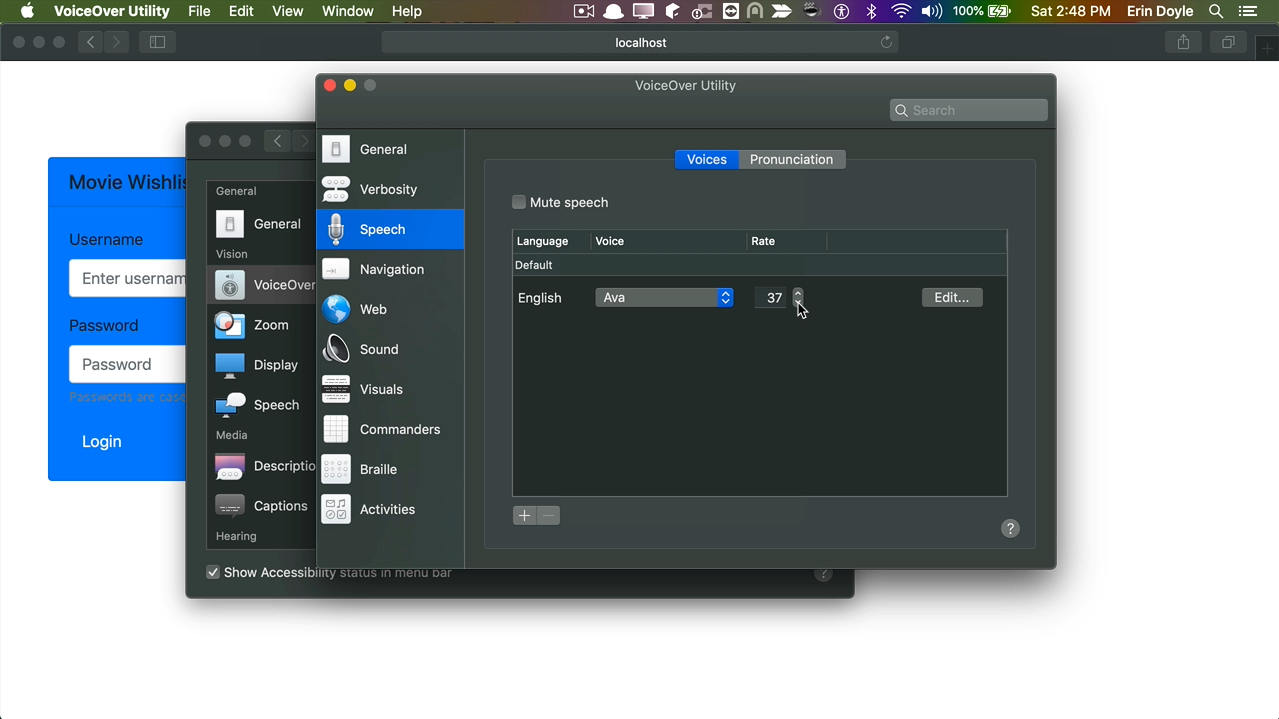 VoiceOver Utility File Edit View Window Help 100% Sat 2:48 PM Erin Doyle
localhost
VoiceOver Utility
Search
General
Verbosity
Speech
Navigation
Web
Sound
Visuals
Commanders
Braille
Activities
Voices Pronunciation
Mute speech
Language Voice Rate
Default
English Ava 37 Edit...
+ −
?
General
General
Vision
VoiceOver
Zoom
Display
Speech
Media
Descriptio
Captions
Hearing
Show Accessibility status in menu bar
?
Movie Wishlis
Username
Enter usernam
Password
Password
Passwords are case
Login